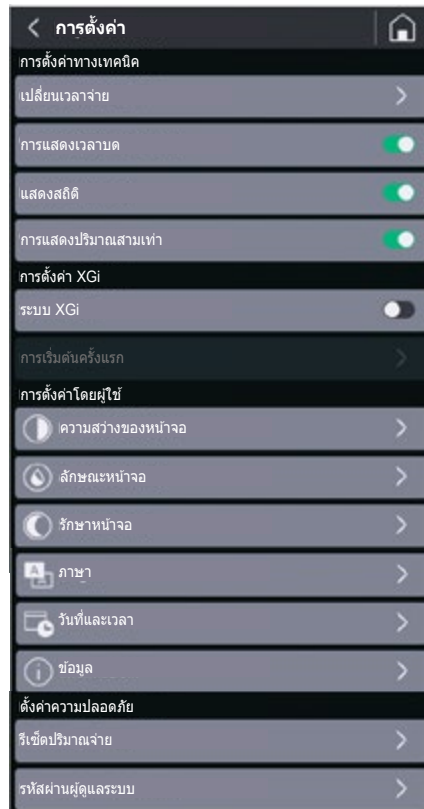 การตั้งค่า
การตั้งค่าทางเทคนิค
เปลี่ยนเวลาจ่าย
การแสดงเวลาบด
แสดงสถิติ
การแสดงปริมาณสามเท่า
การตั้งค่า XGi
ระบบ XGi
การเริ่มต้นครั้งแรก
การตั้งค่าโดยผู้ใช้
ความสว่างของหน้าจอ
ลักษณะหน้าจอ
รักษาหน้าจอ
ภาษา
วันที่และเวลา
ข้อมูล
ตั้งค่าความปลอดภัย
รีเซ็ตปริมาณจ่าย
รหัสผ่านผู้ดูแลระบบ